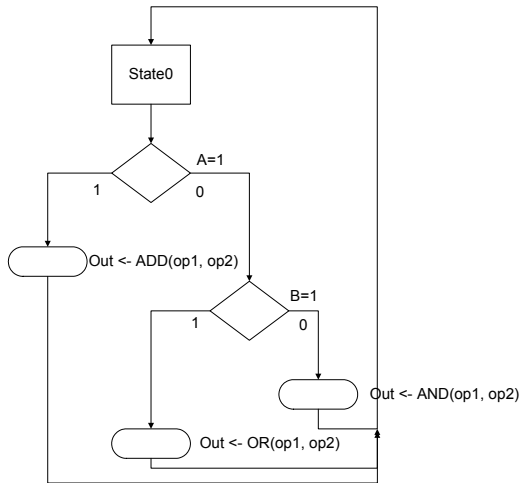 State0
A=1
1
0
Out <- ADD(op1, op2)
B=1
1
0
Out <- AND(op1, op2)
Out <- OR(op1, op2)